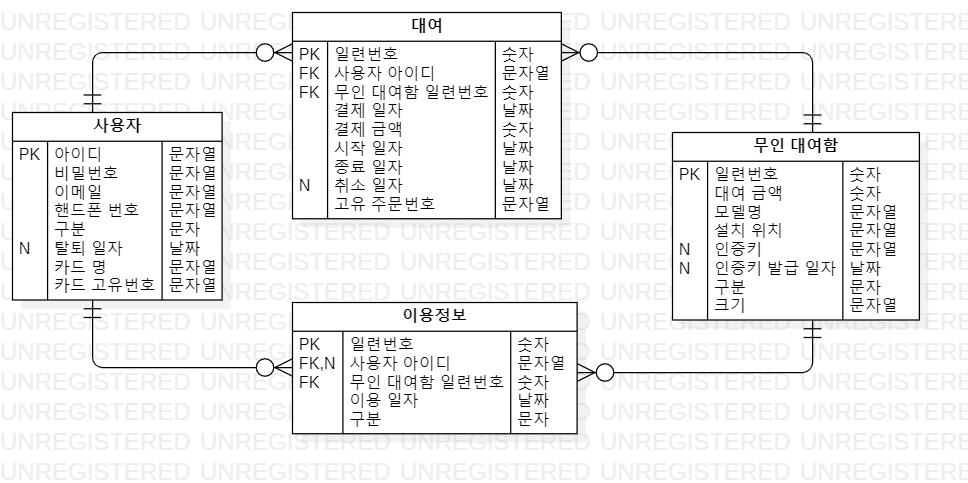 대여
PK 일련번호 숫자
FK 사용자 아이디 문자열
FK 무인 대여함 일련번호 숫자
결제 일자 날짜
결제 금액 숫자
시작 일자 날짜
종료 일자 날짜
N 취소 일자 날짜
고유 주문번호 문자열
사용자
PK 아이디 문자열
비밀번호 문자열
이메일 문자열
핸드폰 번호 문자열
구분 문자
N 탈퇴 일자 날짜
카드 명 문자열
카드 고유번호 문자열
무인 대여함
PK 일련번호 숫자
대여 금액 숫자
모델명 문자열
설치 위치 문자열
N 인증키 문자열
N 인증키 발급 일자 날짜
구분 문자
크기 문자열
이용정보
PK 일련번호 숫자
FK,N 사용자 아이디 문자열
FK 무인 대여함 일련번호 숫자
이용 일자 날짜
구분 문자
UNREGISTERED UNREGISTERED UNREGISTERED UNREGISTERED UNREGISTERED